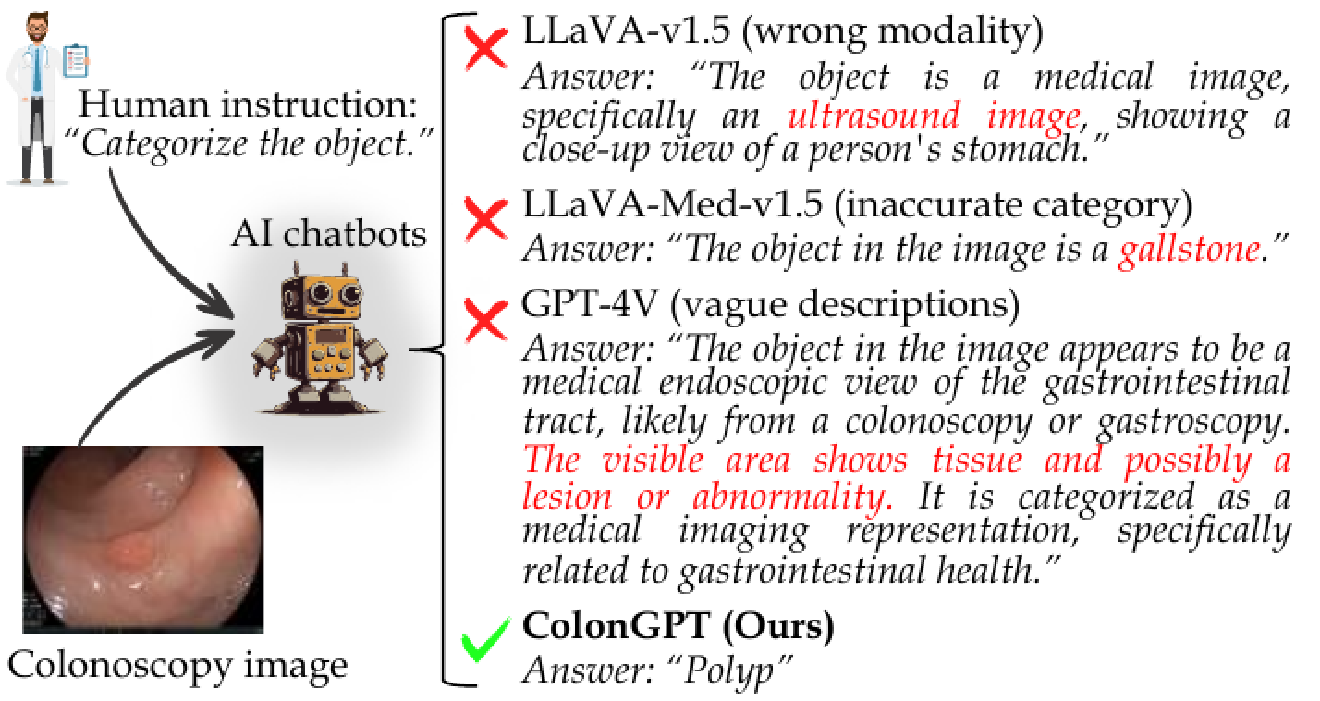 Human instruction:
“Categorize the object.”
AI chatbots
Colonoscopy image
LLaVA-v1.5 (wrong modality)
Answer: “The object is a medical image,
specifically an ultrasound image, showing a
close-up view of a person's stomach.”
LLaVA-Med-v1.5 (inaccurate category)
Answer: “The object in the image is a gallstone.”
GPT-4V (vague descriptions)
Answer: “The object in the image appears to be a
medical endoscopic view of the gastrointestinal
tract, likely from a colonoscopy or gastroscopy.
The visible area shows tissue and possibly a
lesion or abnormality. It is categorized as a
medical imaging representation, specifically
related to gastrointestinal health.”
ColonGPT (Ours)
Answer: “Polyp”